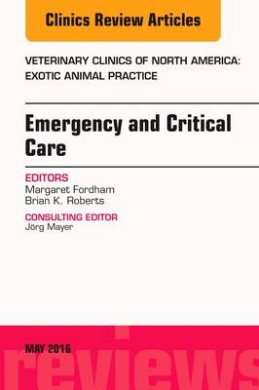 Clinics Review Articles
VETERINARY CLINICS OF NORTH AMERICA:
EXOTIC ANIMAL PRACTICE
Emergency and Critical
Care
EDITORS
Margaret Fordham
Brian K. Roberts
CONSULTING EDITOR
Jörg Mayer
MAY 2016
reviews